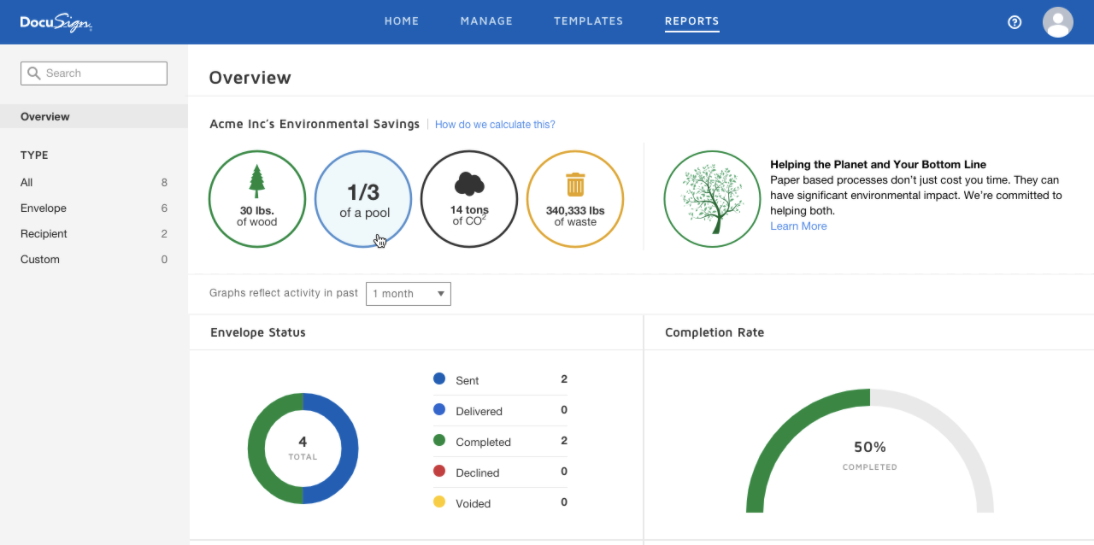 DocuSign
HOME MANAGE TEMPLATES REPORTS
Search
Overview
TYPE
All 8
Envelope 6
Recipient 2
Custom 0
Overview
Acme Inc's Environmental Savings
How do we calculate this?
30 lbs.
of wood
1/3
of a pool
14 tons
of CO²
340,333 lbs
of waste
Helping the Planet and Your Bottom Line
Paper based processes don't just cost you time. They can
have significant environmental impact. We're committed to
helping both.
Learn More
Graphs reflect activity in past 1 month
Envelope Status
4
TOTAL
Sent 2
Delivered 0
Completed 2
Declined 0
Voided 0
Completion Rate
50%
COMPLETED